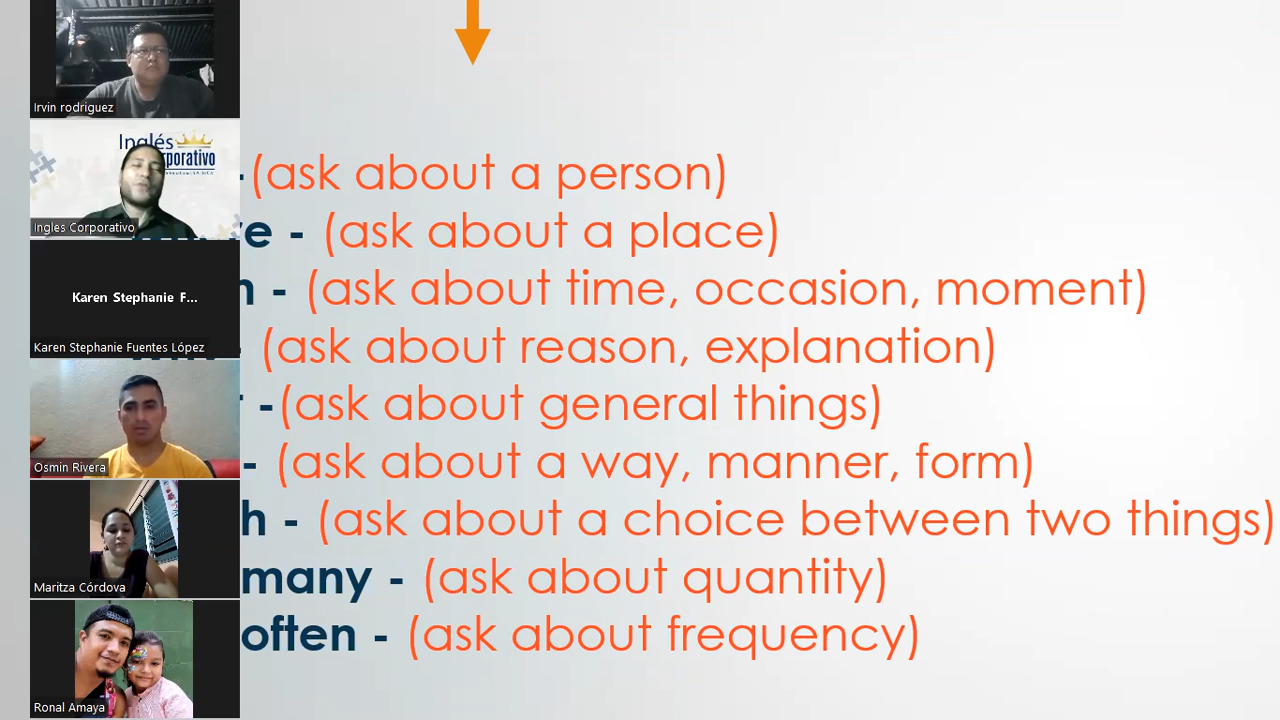 Irvin rodriguez
Inglés
Ingles Corporativo
Karen Stephanie F...
Karen Stephanie Fuentes López
Osmin Rivera
Maritza Córdova
Ronal Amaya
(ask about a person)
(ask about a place)
(ask about time, occasion, moment)
(ask about reason, explanation)
(ask about general things)
(ask about a way, manner, form)
(ask about a choice between two things)
many - (ask about quantity)
often - (ask about frequency)